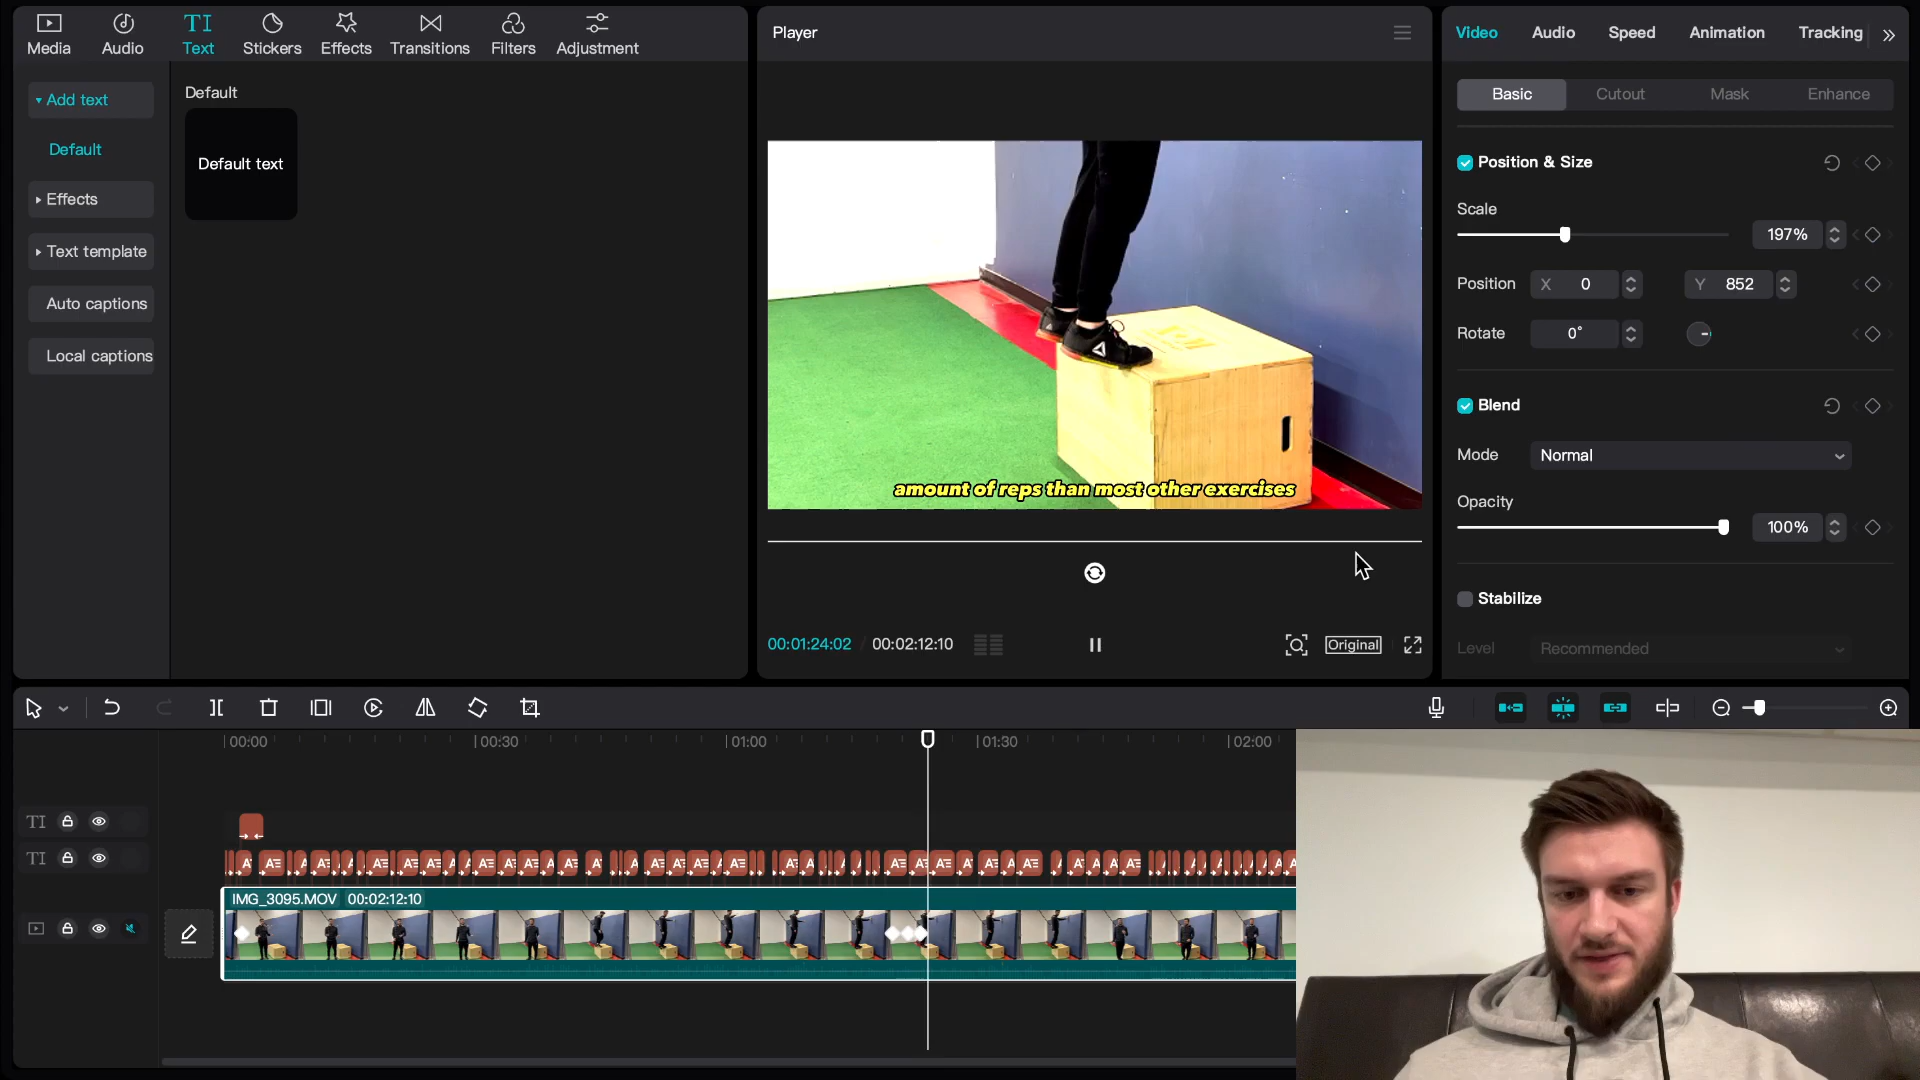 Media
Audio
TI
Text
Stickers
Effects
Transitions
Filters
Adjustment
Add text
Default
Effects
Text template
Auto captions
Local captions
Default
Default text
Player
amount of reps than most other exercises
00:01:24:02 / 00:02:12:10
Original
Video
Audio
Speed
Animation
Tracking
Basic
Cutout
Mask
Enhance
Position & Size
Scale
197%
Position X 0 Y 852
Rotate 0°
Blend
Mode Normal
Opacity
100%
Stabilize
Level Recommended
00:00
00:30
01:00
01:30
02:00
TI
TI
IMG_3095.MOV 00:02:12:10